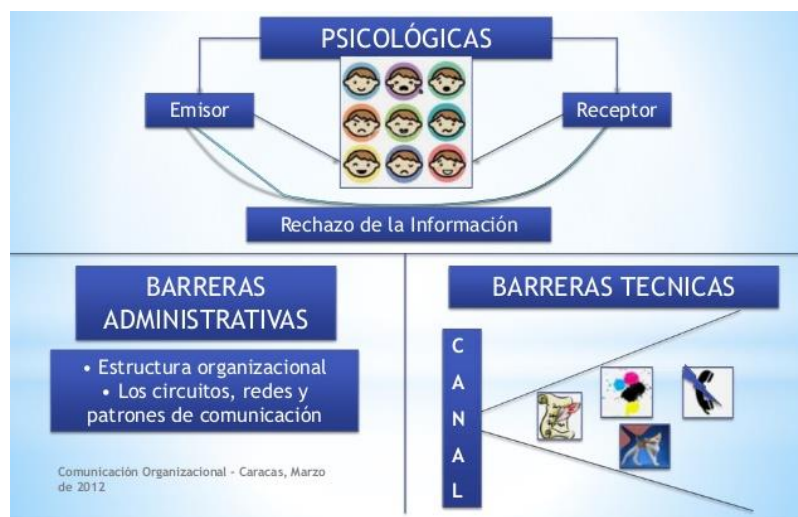 PSICOLÓGICAS
Emisor
Receptor
Rechazo de la Información
BARRERAS
ADMINISTRATIVAS
• Estructura organizacional
• Los circuitos, redes y
patrones de comunicación
Comunicación Organizacional - Caracas, Marzo
de 2012
BARRERAS TECNICAS
C
A
N
A
L